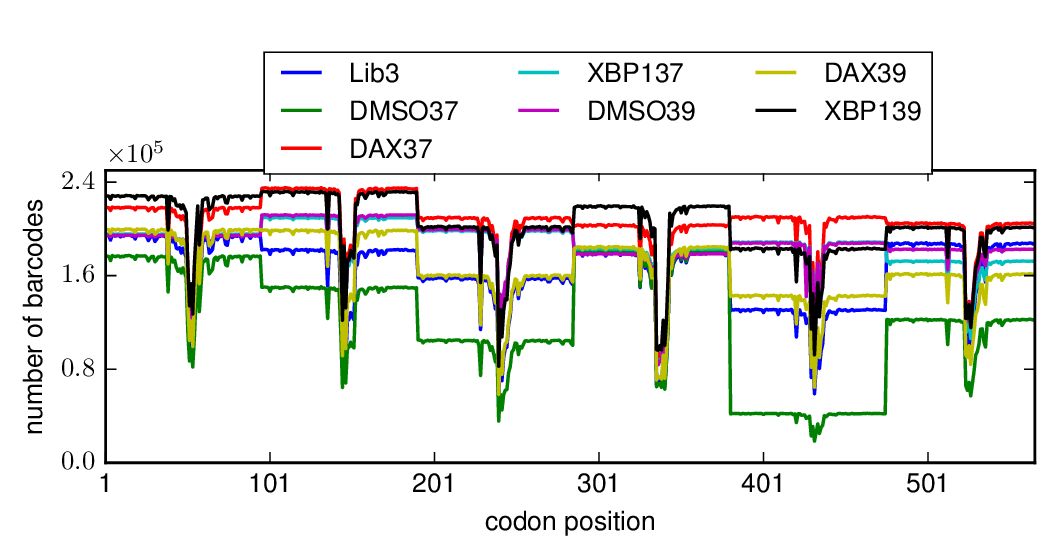 Lib3 XBP137 DAX39
DMSO37 DMSO39 XBP139
DAX37
×10⁵
2.4
1.6
0.8
0.0
number of barcodes
1 101 201 301 401 501
codon position